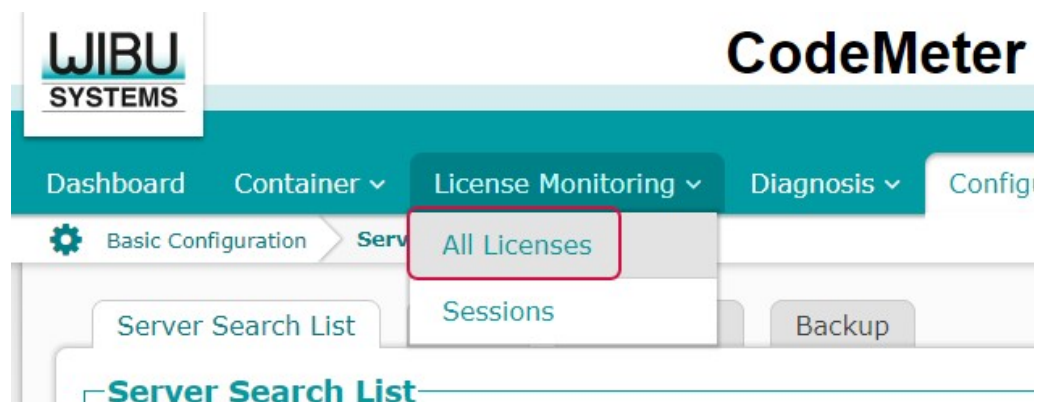 WIBU
SYSTEMS
CodeMeter
Dashboard Container License Monitoring Diagnosis
Basic Configuration
All Licenses
Sessions
Server Search List Backup
Server Search List